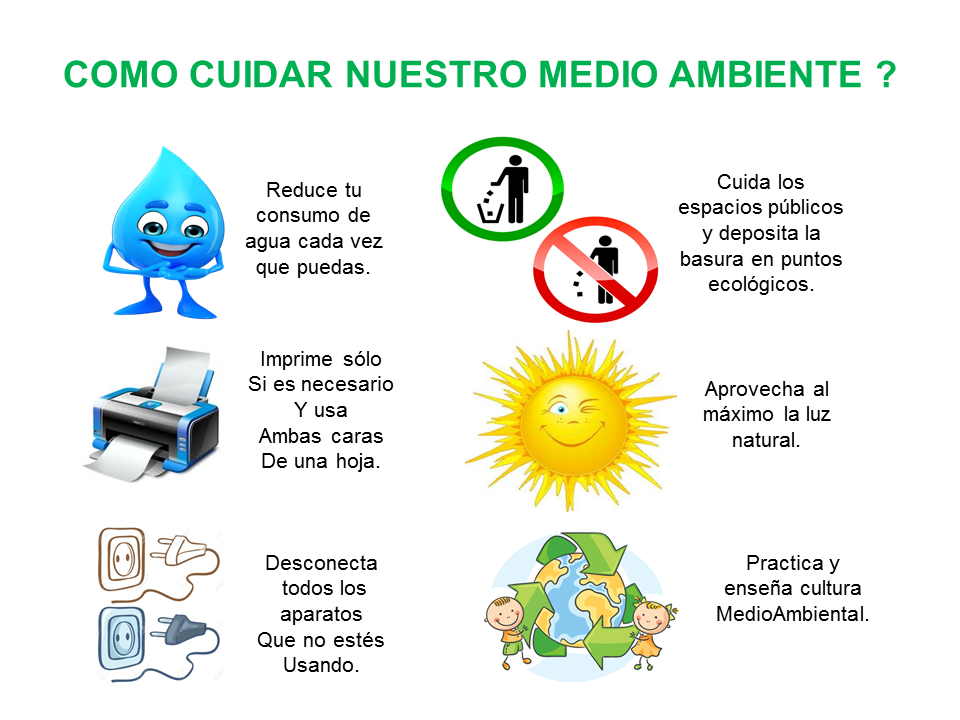 COMO CUIDAR NUESTRO MEDIO AMBIENTE ?
Reduce tu
consumo de
agua cada vez
que puedas.
Cuida los
espacios públicos
y deposita la
basura en puntos
ecológicos.
Imprime sólo
Si es necesario
Y usa
Ambas caras
De una hoja.
Aprovecha al
máximo la luz
natural.
Desconecta
todos los
aparatos
Que no estés
Usando.
Practica y
enseña cultura
MedioAmbiental.